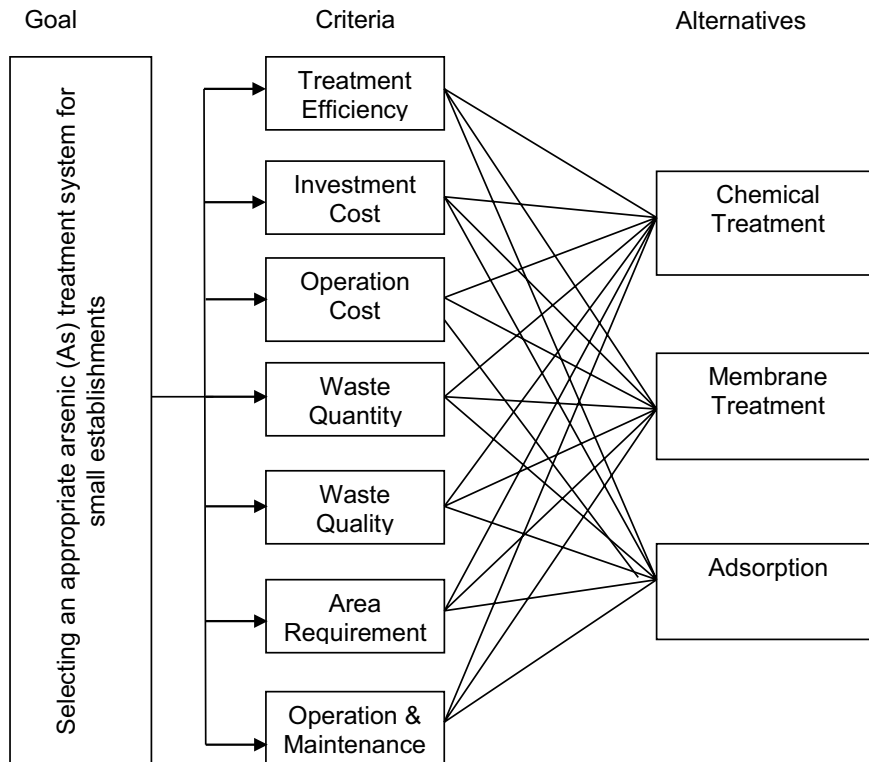 Goal
Criteria
Alternatives
Selecting an appropriate arsenic (As) treatment system for
small establishments
Treatment
Efficiency
Investment
Cost
Operation
Cost
Waste
Quantity
Waste
Quality
Area
Requirement
Operation &
Maintenance
Chemical
Treatment
Membrane
Treatment
Adsorption